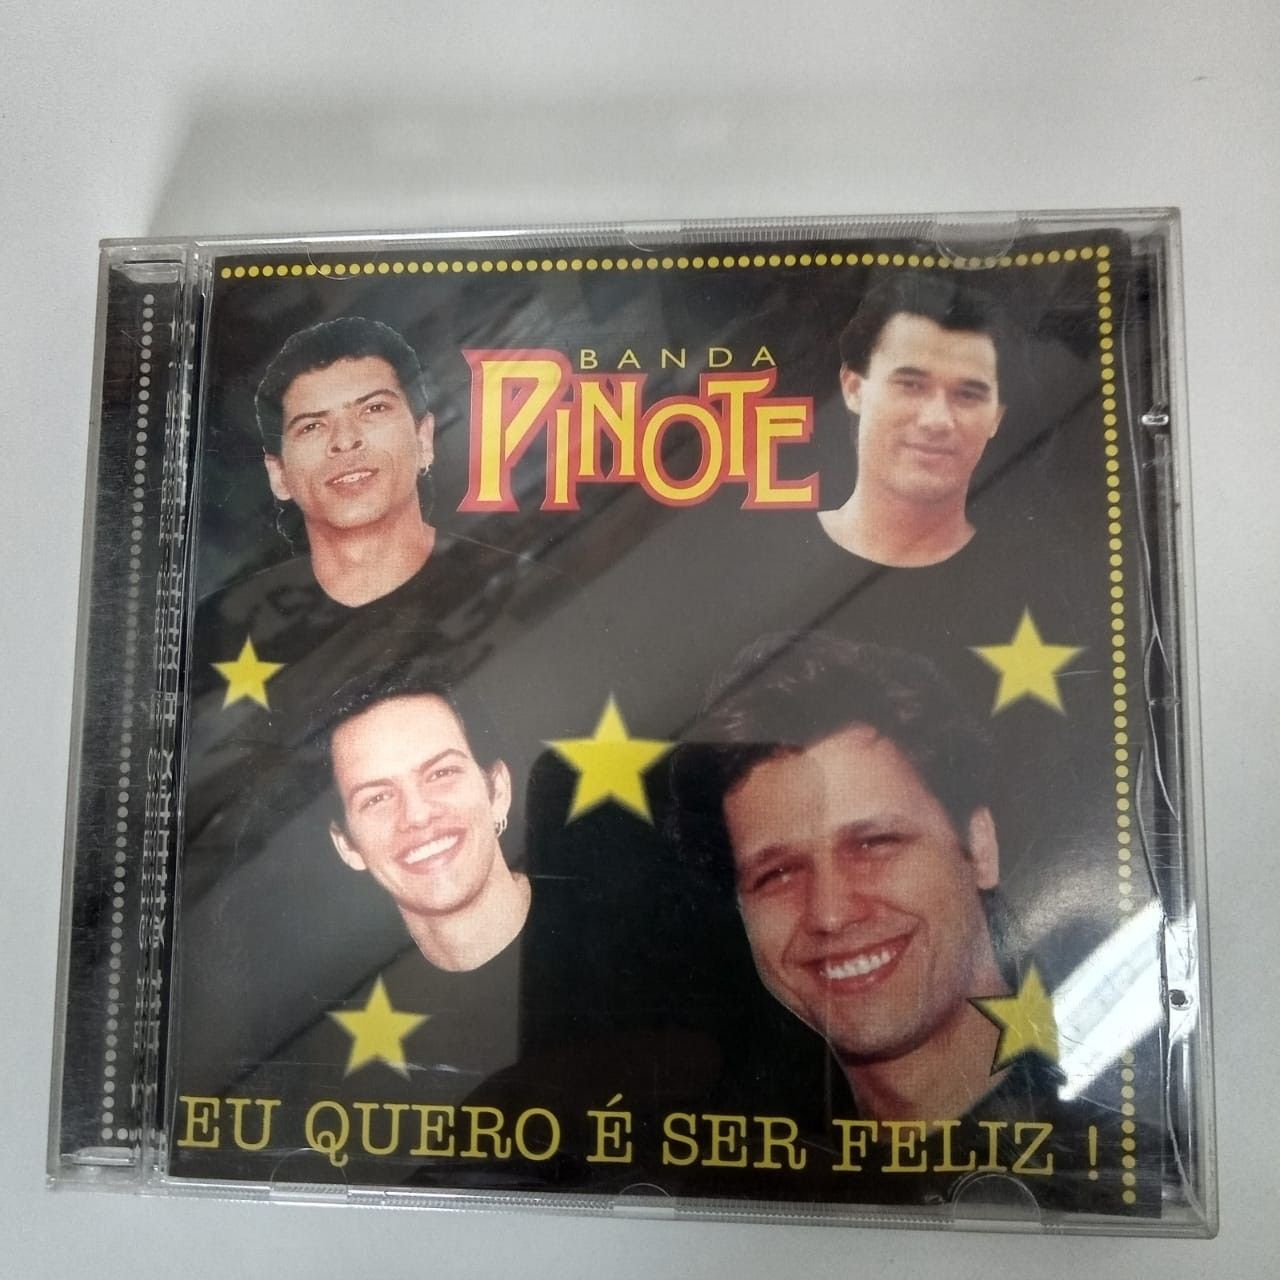 BANDA
PINOTE
EU QUERO É SER FELIZ !